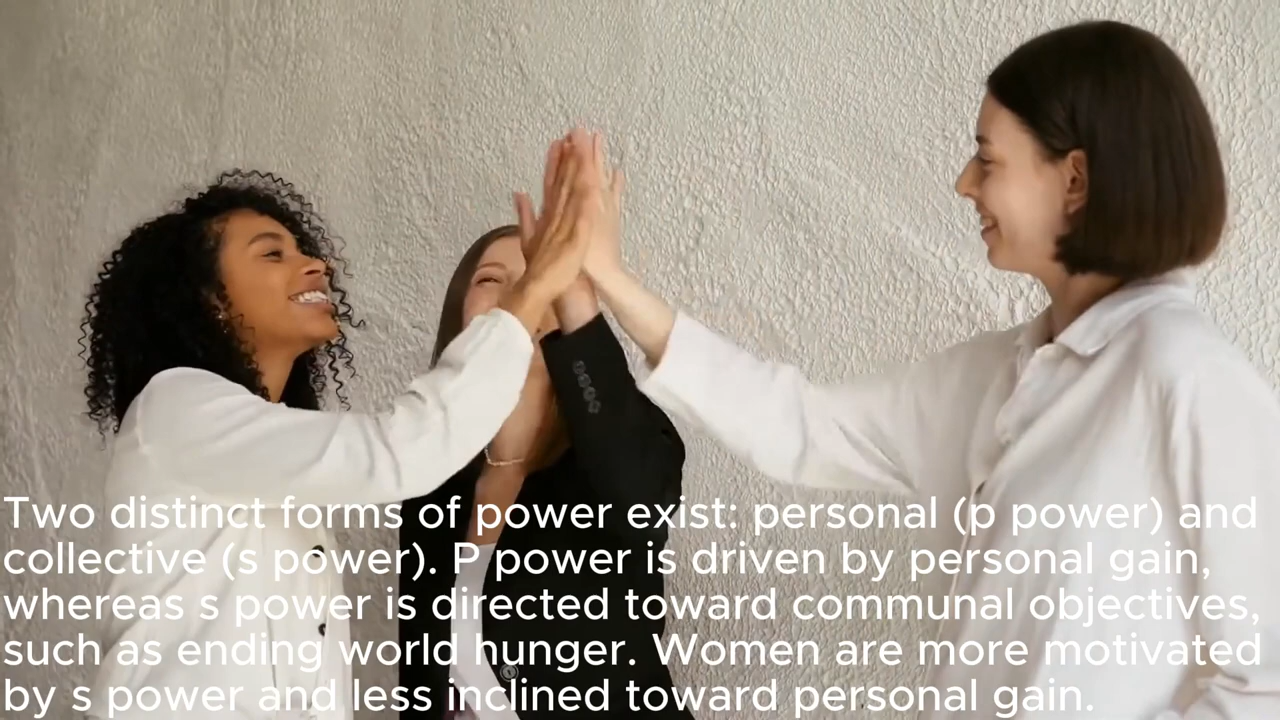 Two distinct forms of power exist: personal (p power) and
collective (s power). P power is driven by personal gain,
whereas s power is directed toward communal objectives,
such as ending world hunger. Women are more motivated
by s power and less inclined toward personal gain.